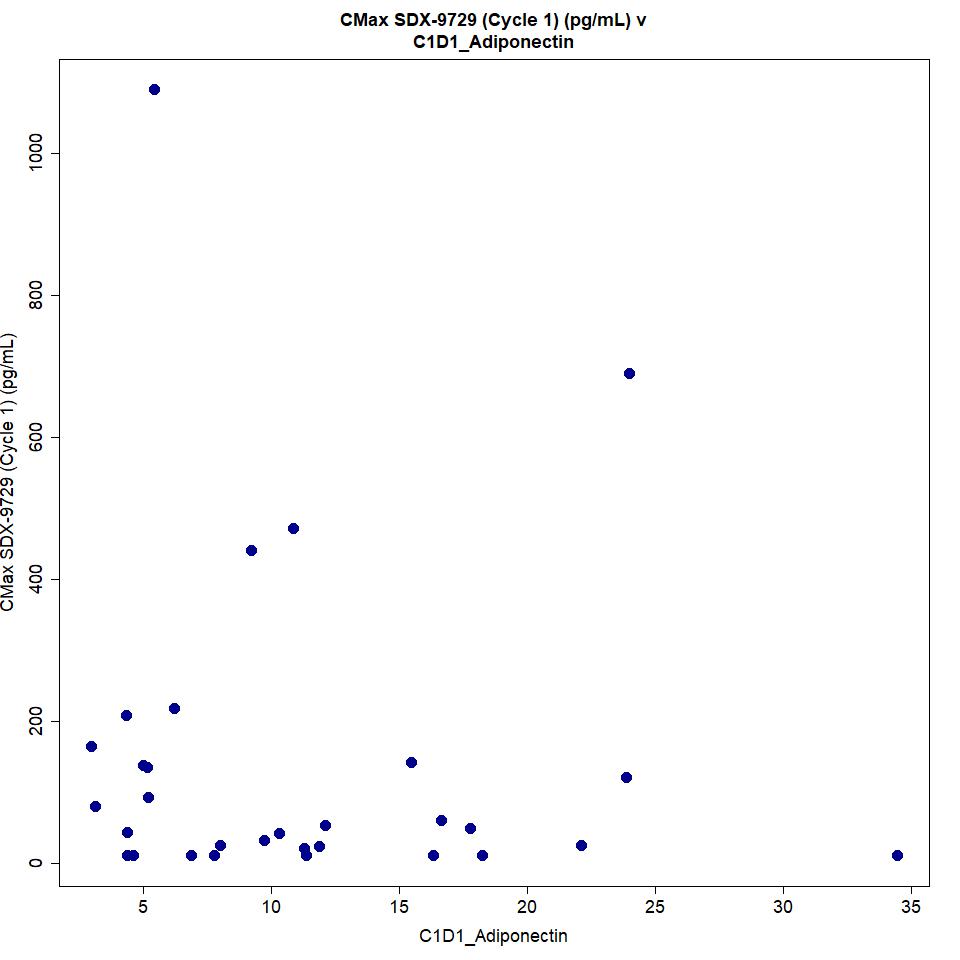 CMax SDX-9729 (Cycle 1) (pg/mL) v
C1D1_Adiponectin
1000
800
600
400
200
0
CMax SDX-9729 (Cycle 1) (pg/mL)
5 10 15 20 25 30 35
C1D1_Adiponectin